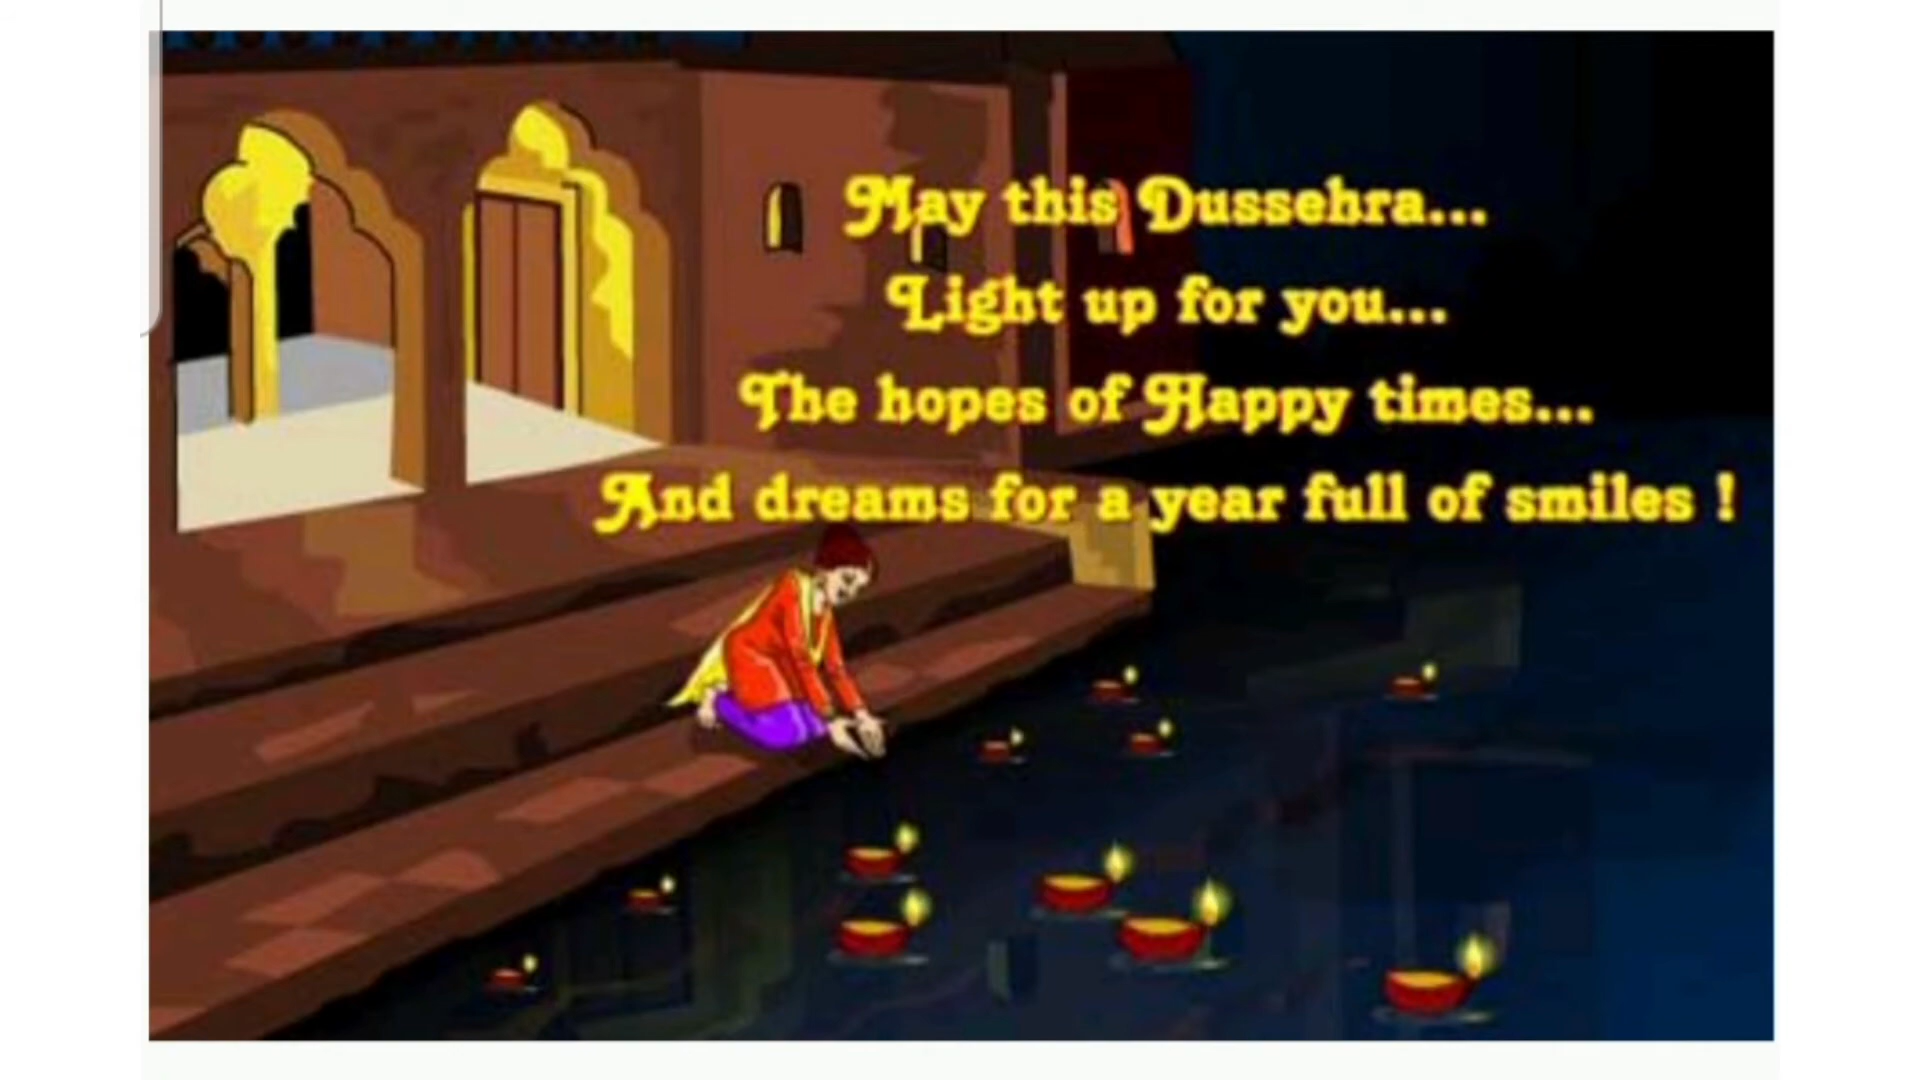 May this Dussehra...
Light up for you...
The hopes of Happy times...
And dreams for a year full of smiles !